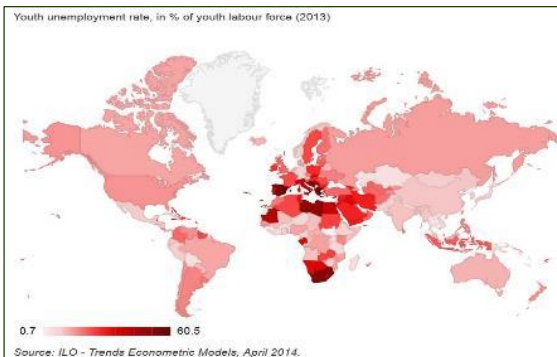 Youth unemployment rate, in % of youth labour force (2013)
0.7 60.5
Source: ILO - Trends Econometric Models, April 2014.